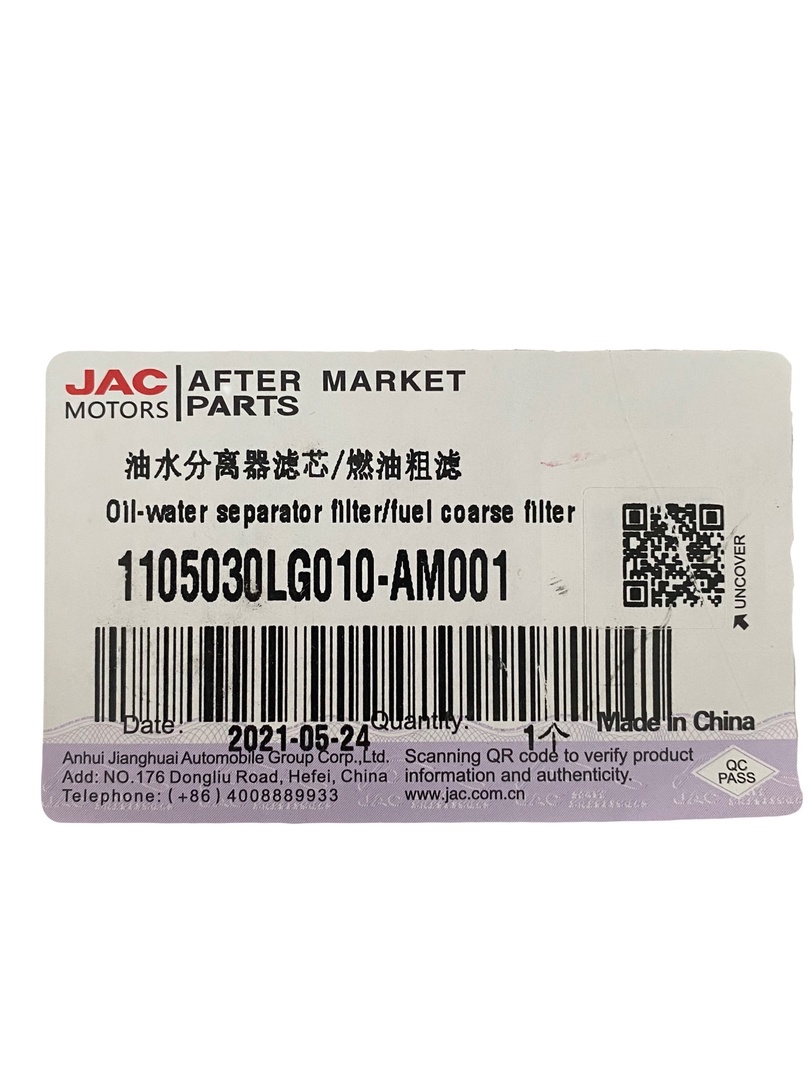 JAC MOTORS
AFTER MARKET
PARTS
油水分离器滤芯/燃油粗滤
Oil-water separator filter/fuel coarse filter
1105030LG010-AM001
UNCOVER
Date: 2021-05-24 Quantity: 1个 Made in China
Anhui Jianghuai Automobile Group Corp.,Ltd.
Add: NO.176 Dongliu Road, Hefei, China
Telephone: (+86) 4008889933
Scanning QR code to verify product
information and authenticity.
www.jac.com.cn
QC
PASS